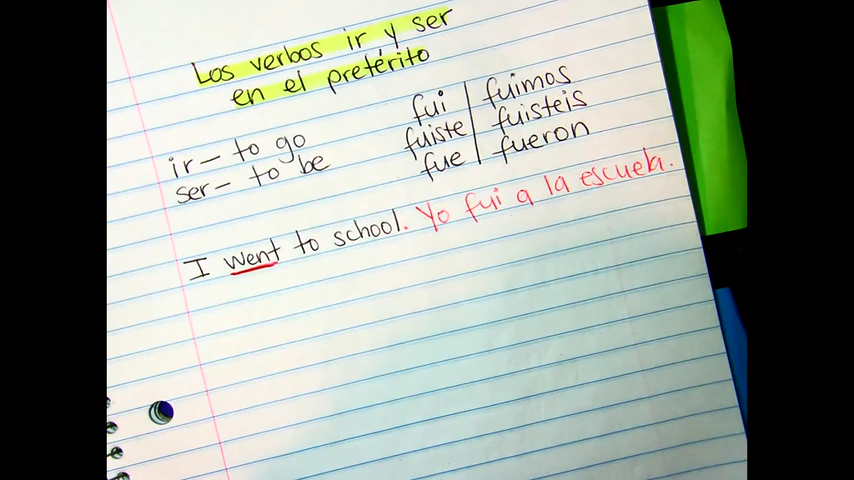 Los verbos ir y ser
en el pretérito
ir – to go
ser – to be
fui | fuimos
fuiste | fuisteis
fue | fueron
I went to school. Yo fui a la escuela.